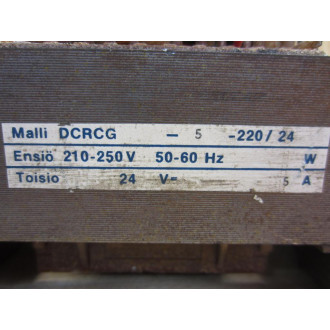 Malli DCRCG - 5 -220/24
Ensiö 210-250 V 50-60 Hz W
Toisio 24 V= 5 A